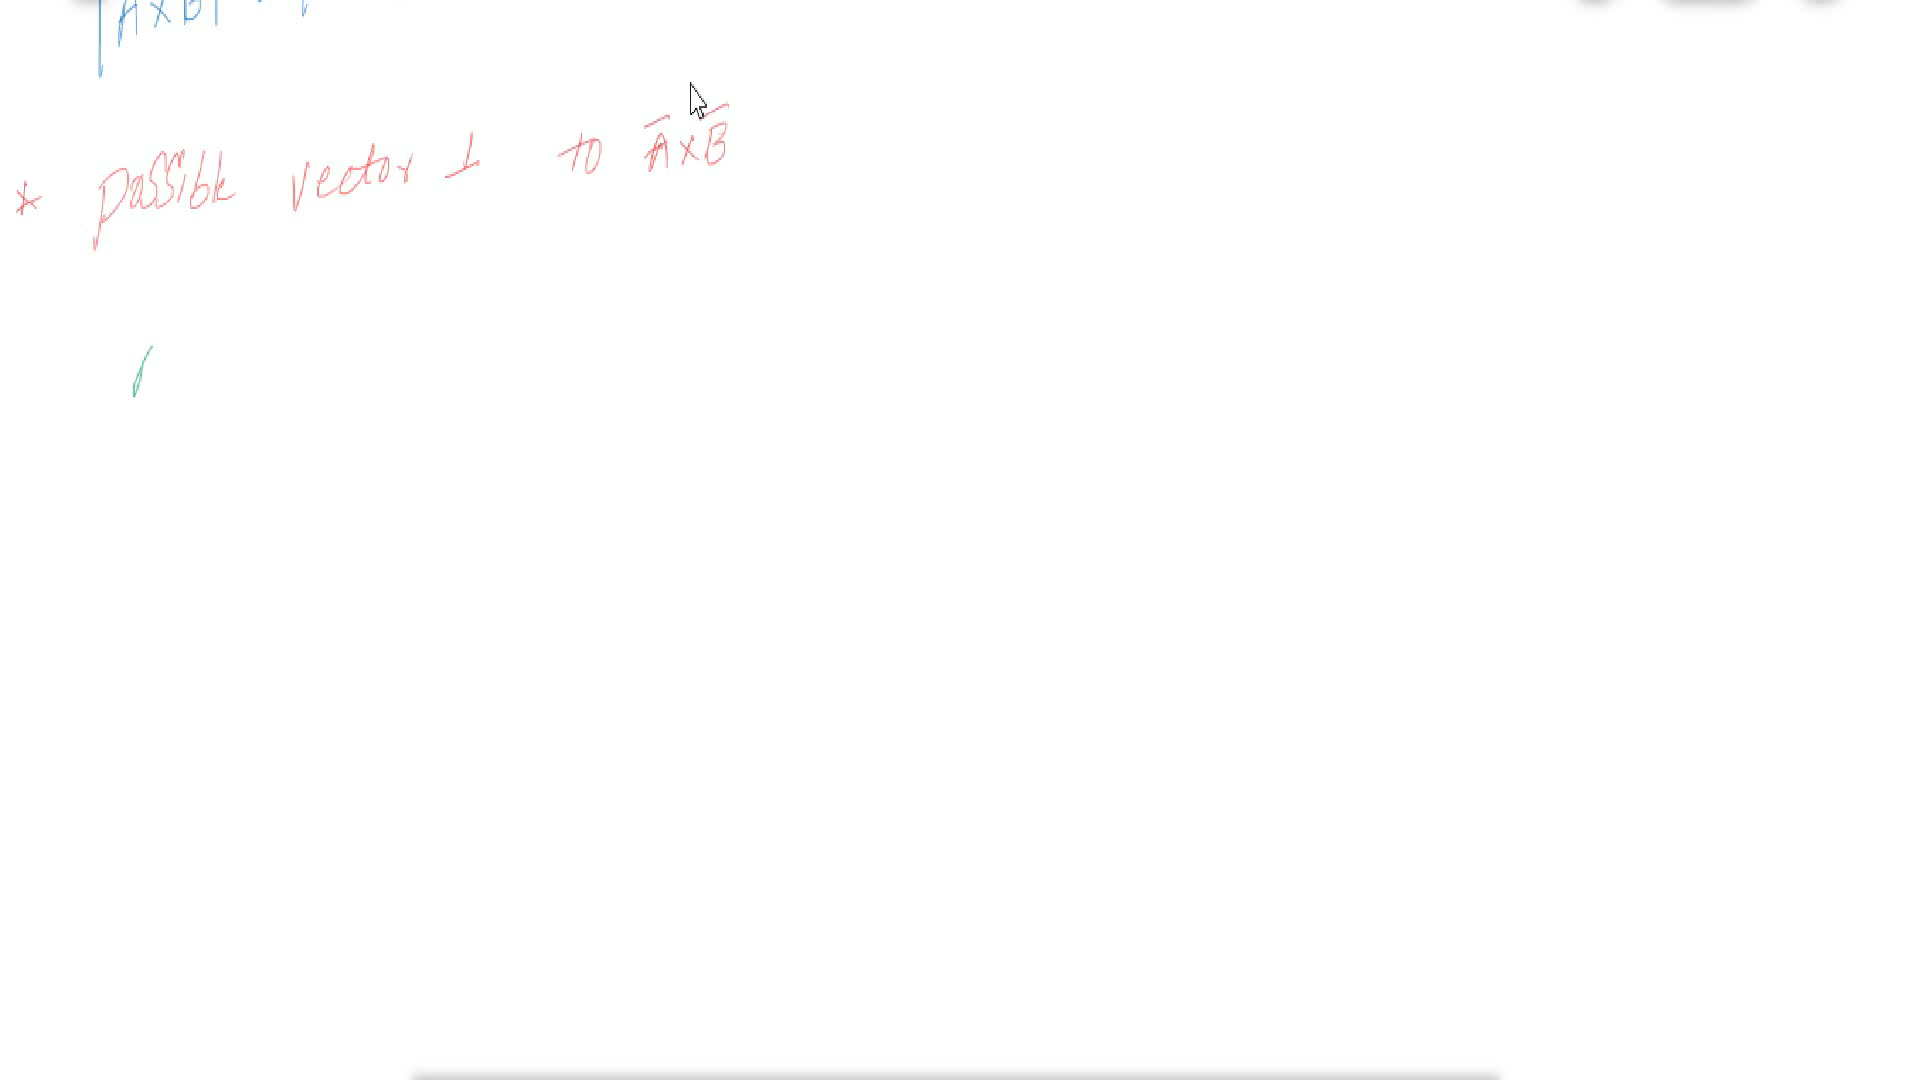 |A×B|
* Possible vector ⊥ to A̅×B̅